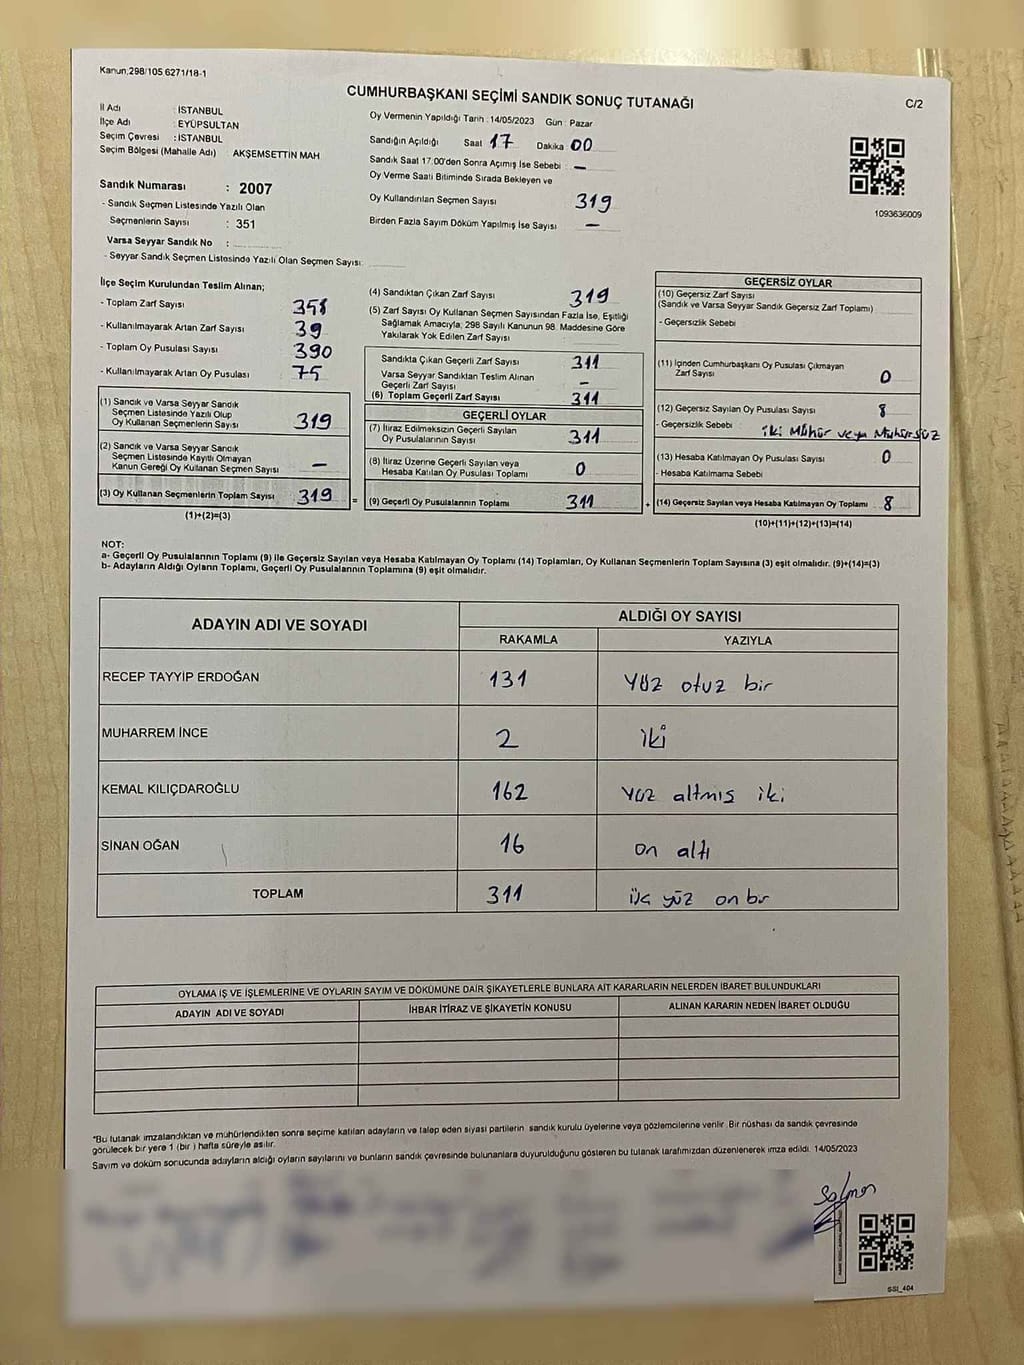 Kanun;298/105 6271/18-1
CUMHURBAŞKANI SEÇİMİ SANDIK SONUÇ TUTANAĞI
C/2
İl Adı : İSTANBUL
İlçe Adı : EYÜPSULTAN
Seçim Çevresi : İSTANBUL
Seçim Bölgesi (Mahalle Adı) AKŞEMSETTİN MAH
Sandık Numarası : 2007
- Sandık Seçmen Listesinde Yazılı Olan
Seçmenlerin Sayısı : 351
Varsa Seyyar Sandık No :
- Seyyar Sandık Seçmen Listesinde Yazılı Olan Seçmen Sayısı:
Oy Vermenin Yapıldığı Tarih : 14/05/2023 Gün : Pazar
Sandığın Açıldığı Saat 17 Dakika 00
Sandık Saat 17:00'den Sonra Açımış İse Sebebi : —
Oy Verme Saati Bitiminde Sırada Bekleyen ve
Oy Kullandırılan Seçmen Sayısı 319
Birden Fazla Sayım Döküm Yapılmış İse Sayısı —
1093636009
İlçe Seçim Kurulundan Teslim Alınan;
- Toplam Zarf Sayısı 358
- Kullanılmayarak Artan Zarf Sayısı 39
- Toplam Oy Pusulası Sayısı 390
- Kullanılmayarak Artan Oy Pusulası 75
(1) Sandık ve Varsa Seyyar Sandık
Seçmen Listesinde Yazılı Olup
Oy Kullanan Seçmenlerin Sayısı 319
(2) Sandık ve Varsa Seyyar Sandık
Seçmen Listesinde Kayıtlı Olmayan
Kanun Gereği Oy Kullanan Seçmen Sayısı —
(3) Oy Kullanan Seçmenlerin Toplam Sayısı 319
(1)+(2)=(3)
=
(4) Sandıktan Çıkan Zarf Sayısı 319
(5) Zarf Sayısı Oy Kullanan Seçmen Sayısından Fazla İse, Eşitliği
Sağlamak Amacıyla, 298 Sayılı Kanunun 98. Maddesine Göre
Yakılarak Yok Edilen Zarf Sayısı
Sandıkta Çıkan Geçerli Zarf Sayısı 311
Varsa Seyyar Sandıktan Teslim Alınan
Geçerli Zarf Sayısı —
(6) Toplam Geçerli Zarf Sayısı 311
GEÇERLİ OYLAR
(7) İtiraz Edilmeksizin Geçerli Sayılan
Oy Pusulalarının Sayısı 311
(8) İtiraz Üzerine Geçerli Sayılan veya
Hesaba Katılan Oy Pusulaları Toplamı 0
(9) Geçerli Oy Pusulalarının Toplamı 311
+
GEÇERSİZ OYLAR
(10) Geçersiz Zarf Sayısı
(Sandık ve Varsa Seyyar Sandık Geçersiz Zarf Toplamı)
- Geçersizlik Sebebi
(11) İçinden Cumhurbaşkanı Oy Pusulası Çıkmayan
Zarf Sayısı 0
(12) Geçersiz Sayılan Oy Pusulası Sayısı 8
- Geçersizlik Sebebi iki Mühür veya Mühürsüz
(13) Hesaba Katılmayan Oy Pusulası Sayısı 0
- Hesaba Katılmama Sebebi
(14) Geçersiz Sayılan veya Hesaba Katılmayan Oy Toplamı 8
(10)+(11)+(12)+(13)=(14)
NOT:
a- Geçerli Oy Pusulalarının Toplamı (9) ile Geçersiz Sayılan veya Hesaba Katılmayan Oy Toplamı (14) Toplamları, Oy Kullanan Seçmenlerin Toplam Sayısına (3) eşit olmalıdır. (9)+(14)=(3)
b- Adayların Aldığı Oyların Toplamı, Geçerli Oy Pusulalarının Toplamına (9) eşit olmalıdır.
ADAYIN ADI VE SOYADI
ALDIĞI OY SAYISI
RAKAMLA YAZIYLA
RECEP TAYYİP ERDOĞAN 131 yüz otuz bir
MUHARREM İNCE 2 iki
KEMAL KILIÇDAROĞLU 162 yüz altmış iki
SİNAN OĞAN 16 on altı
TOPLAM 311 üç yüz on bir
OYLAMA İŞ VE İŞLEMLERİNE VE OYLARIN SAYIM VE DÖKÜMÜNE DAİR ŞİKAYETLERLE BUNLARA AİT KARARLARIN NELERDEN İBARET BULUNDUKLARI
ADAYIN ADI VE SOYADI İHBAR İTİRAZ VE ŞİKAYETİN KONUSU ALINAN KARARIN NEDEN İBARET OLDUĞU
*Bu tutanak imzalandıktan ve mühürlendikten sonra seçime katılan adayların ve talep eden siyasi partilerin sandık kurulu üyelerine veya gözlemcilerine verilir. Bir nüshası da sandık çevresinde
görülecek bir yere 1 (bir ) hafta süreyle asılır.
Sayım ve döküm sonucunda adayların aldığı oyların sayılarını ve bunların sandık çevresinde bulunanlara duyurulduğunu gösteren bu tutanak tarafımızdan düzenlenerek imza edildi. 14/05/2023
SSI_404